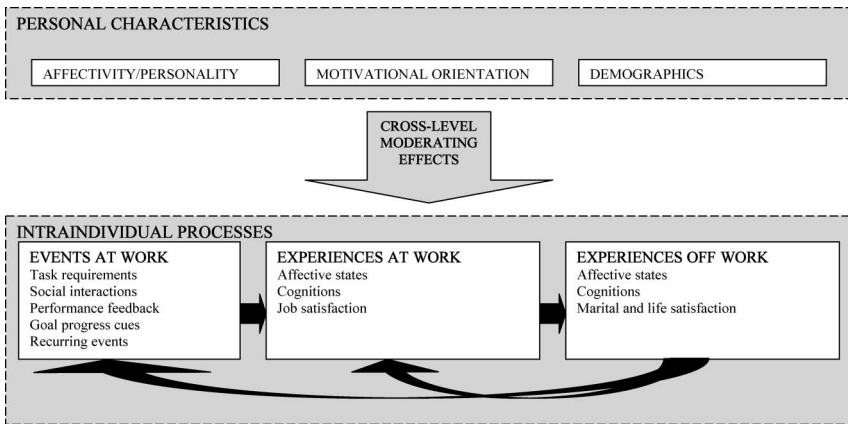 PERSONAL CHARACTERISTICS
AFFECTIVITY/PERSONALITY
MOTIVATIONAL ORIENTATION
DEMOGRAPHICS
CROSS-LEVEL
MODERATING
EFFECTS
INTRAINDIVIDUAL PROCESSES
EVENTS AT WORK
Task requirements
Social interactions
Performance feedback
Goal progress cues
Recurring events
EXPERIENCES AT WORK
Affective states
Cognitions
Job satisfaction
EXPERIENCES OFF WORK
Affective states
Cognitions
Marital and life satisfaction